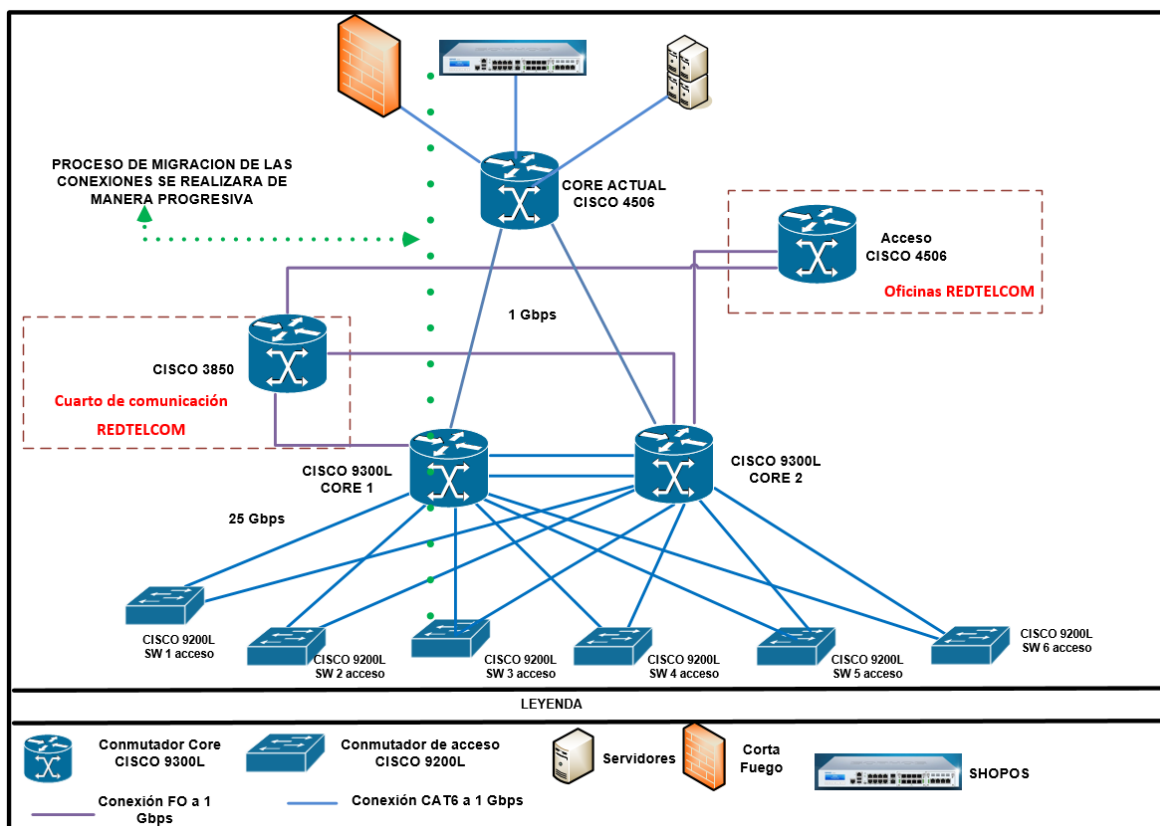 PROCESO DE MIGRACION DE LAS
CONEXIONES SE REALIZARA DE
MANERA PROGRESIVA
CORE ACTUAL
CISCO 4506
Acceso
CISCO 4506
Oficinas REDTELCOM
1 Gbps
CISCO 3850
Cuarto de comunicación
REDTELCOM
CISCO 9300L
CORE 1
CISCO 9300L
CORE 2
25 Gbps
CISCO 9200L
SW 1 acceso
CISCO 9200L
SW 2 acceso
CISCO 9200L
SW 3 acceso
CISCO 9200L
SW 4 acceso
CISCO 9200L
SW 5 acceso
CISCO 9200L
SW 6 acceso
LEYENDA
Conmutador Core
CISCO 9300L
Conmutador de acceso
CISCO 9200L
Servidores
Corta
Fuego
SHOPOS
Conexión FO a 1
Gbps
Conexión CAT6 a 1 Gbps